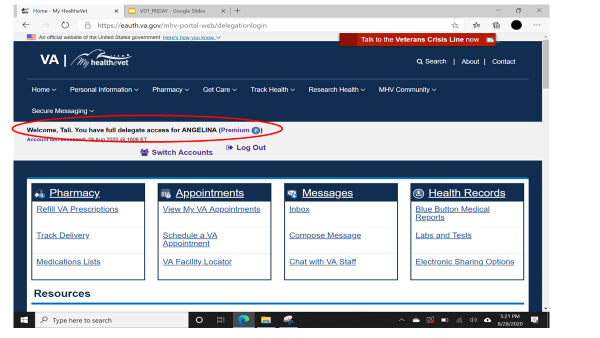 Home - My HealtheVet
VDT_FRIDAY - Google Slides
https://eauth.va.gov/mhv-portal-web/delegationlogin
An official website of the United States government Here's how you know.
Talk to the Veterans Crisis Line now
VA | My healthevet
Search | About | Contact
Home Personal Information Pharmacy Get Care Track Health Research Health MHV Community
Secure Messaging
Welcome, Tali. You have full delegate access for ANGELINA (Premium P)
Account last accessed: 28 Aug 2020 @ 1606 ET
Switch Accounts Log Out
Pharmacy
Refill VA Prescriptions
Track Delivery
Medications Lists
Appointments
View My VA Appointments
Schedule a VA
Appointment
VA Facility Locator
Messages
Inbox
Compose Message
Chat with VA Staff
Health Records
Blue Button Medical
Reports
Labs and Tests
Electronic Sharing Options
Resources
Type here to search
5:21 PM
8/28/2020